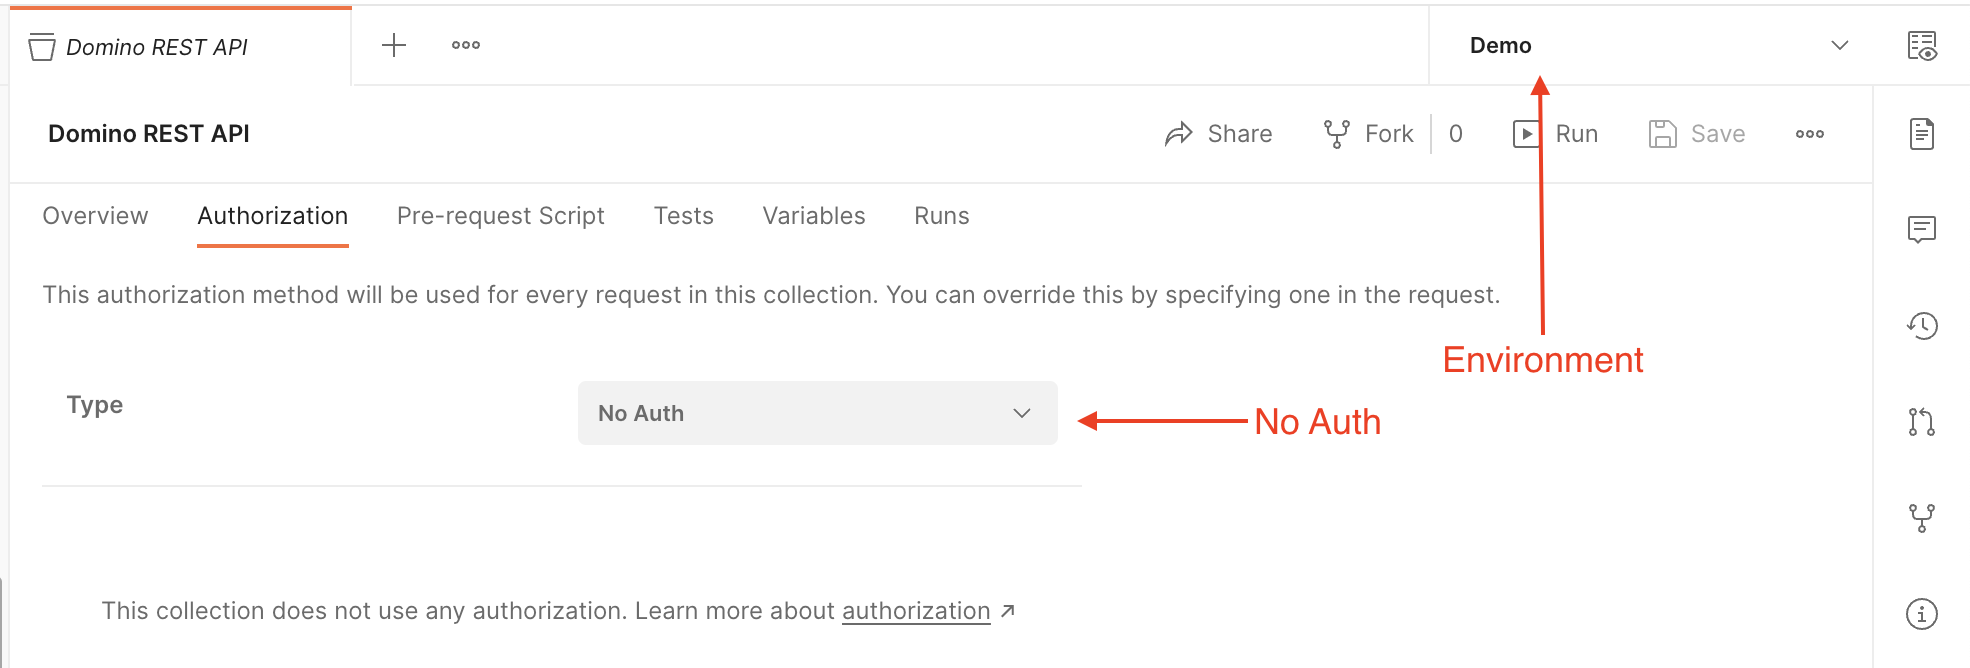 Domino REST API
Demo
Domino REST API
Share
Fork
0
Run
Save
Overview
Authorization
Pre-request Script
Tests
Variables
Runs
This authorization method will be used for every request in this collection. You can override this by specifying one in the request.
Environment
Type
No Auth
No Auth
This collection does not use any authorization. Learn more about authorization ↗